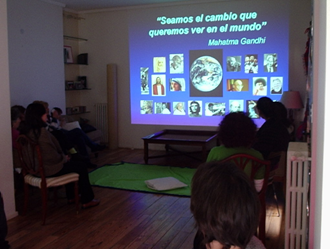 “Seamos el cambio que
queremos ver en el mundo”
Mahatma Gandhi